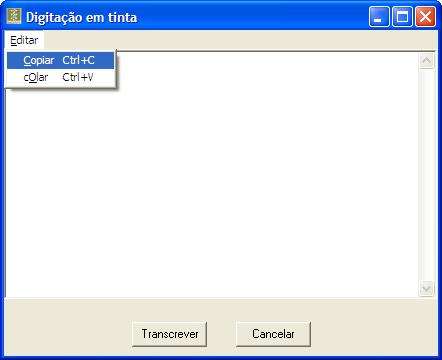 Digitação em tinta
Editar
Copiar Ctrl+C
cOlar Ctrl+V
Transcrever Cancelar